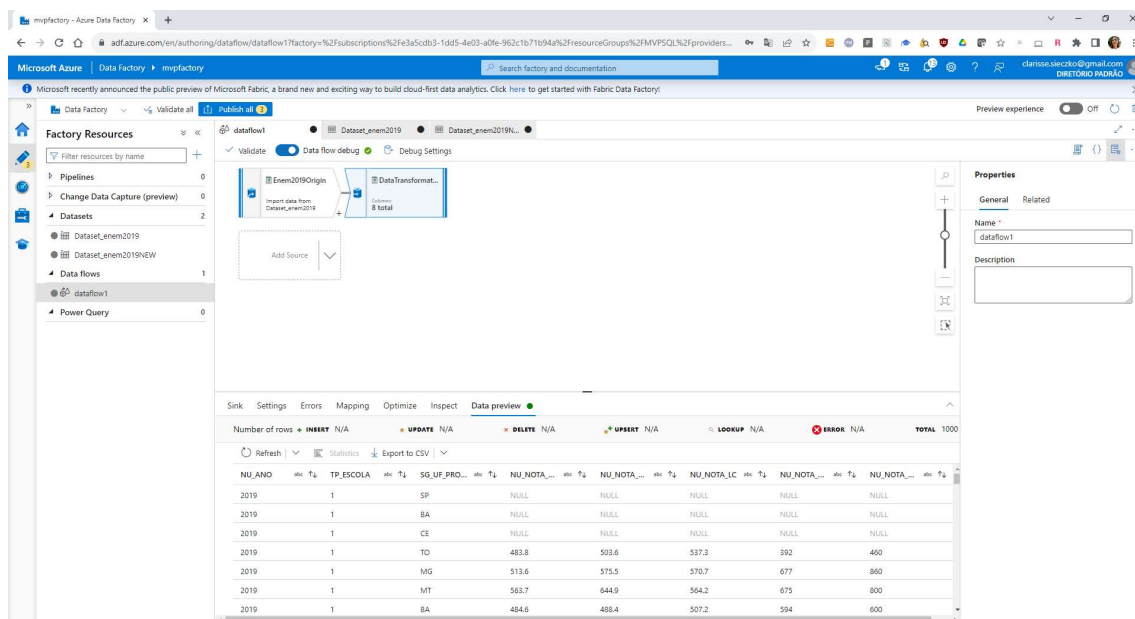 mvpfactory - Azure Data Factory
adf.azure.com/en/authoring/dataflow/dataflow1?factory=%2Fsubscriptions%2Fe3a5cdb3-1dd5-4e03-a0fe-962c1b71b94a%2FresourceGroups%2FMVPSQL%2Fproviders...
Microsoft Azure Data Factory mvpfactory Search factory and documentation clarisse.sieczko@gmail.com
DIRETÓRIO PADRÃO
Microsoft recently announced the public preview of Microsoft Fabric, a brand new and exciting way to build cloud-first data analytics. Click here to get started with Fabric Data Factory!
Data Factory Validate all Publish all 3 Preview experience Off
Factory Resources
Filter resources by name
Pipelines 0
Change Data Capture (preview) 0
Datasets 2
Dataset_enem2019
Dataset_enem2019NEW
Data flows 1
dataflow1
Power Query 0
dataflow1 Dataset_enem2019 Dataset_enem2019N...
Validate Data flow debug Debug Settings
Enem2019Origin
Import data from
Dataset_enem2019
DataTransformat...
Columns:
8 total
Add Source
Properties
General Related
Name *
dataflow1
Description
Sink Settings Errors Mapping Optimize Inspect Data preview
Number of rows + INSERT N/A UPDATE N/A DELETE N/A UPSERT N/A LOOKUP N/A ERROR N/A TOTAL 1000
Refresh Statistics Export to CSV
NU_ANO abc TP_ESCOLA abc SG_UF_PRO... abc NU_NOTA_... abc NU_NOTA_... abc NU_NOTA_LC abc NU_NOTA_... abc NU_NOTA_... abc
2019 1 SP NULL NULL NULL NULL NULL
2019 1 BA NULL NULL NULL NULL NULL
2019 1 CE NULL NULL NULL NULL NULL
2019 1 TO 483.8 503.6 537.3 392 460
2019 1 MG 513.6 575.5 570.7 677 860
2019 1 MT 563.7 644.9 564.2 675 800
2019 1 BA 484.6 488.4 507.2 594 600